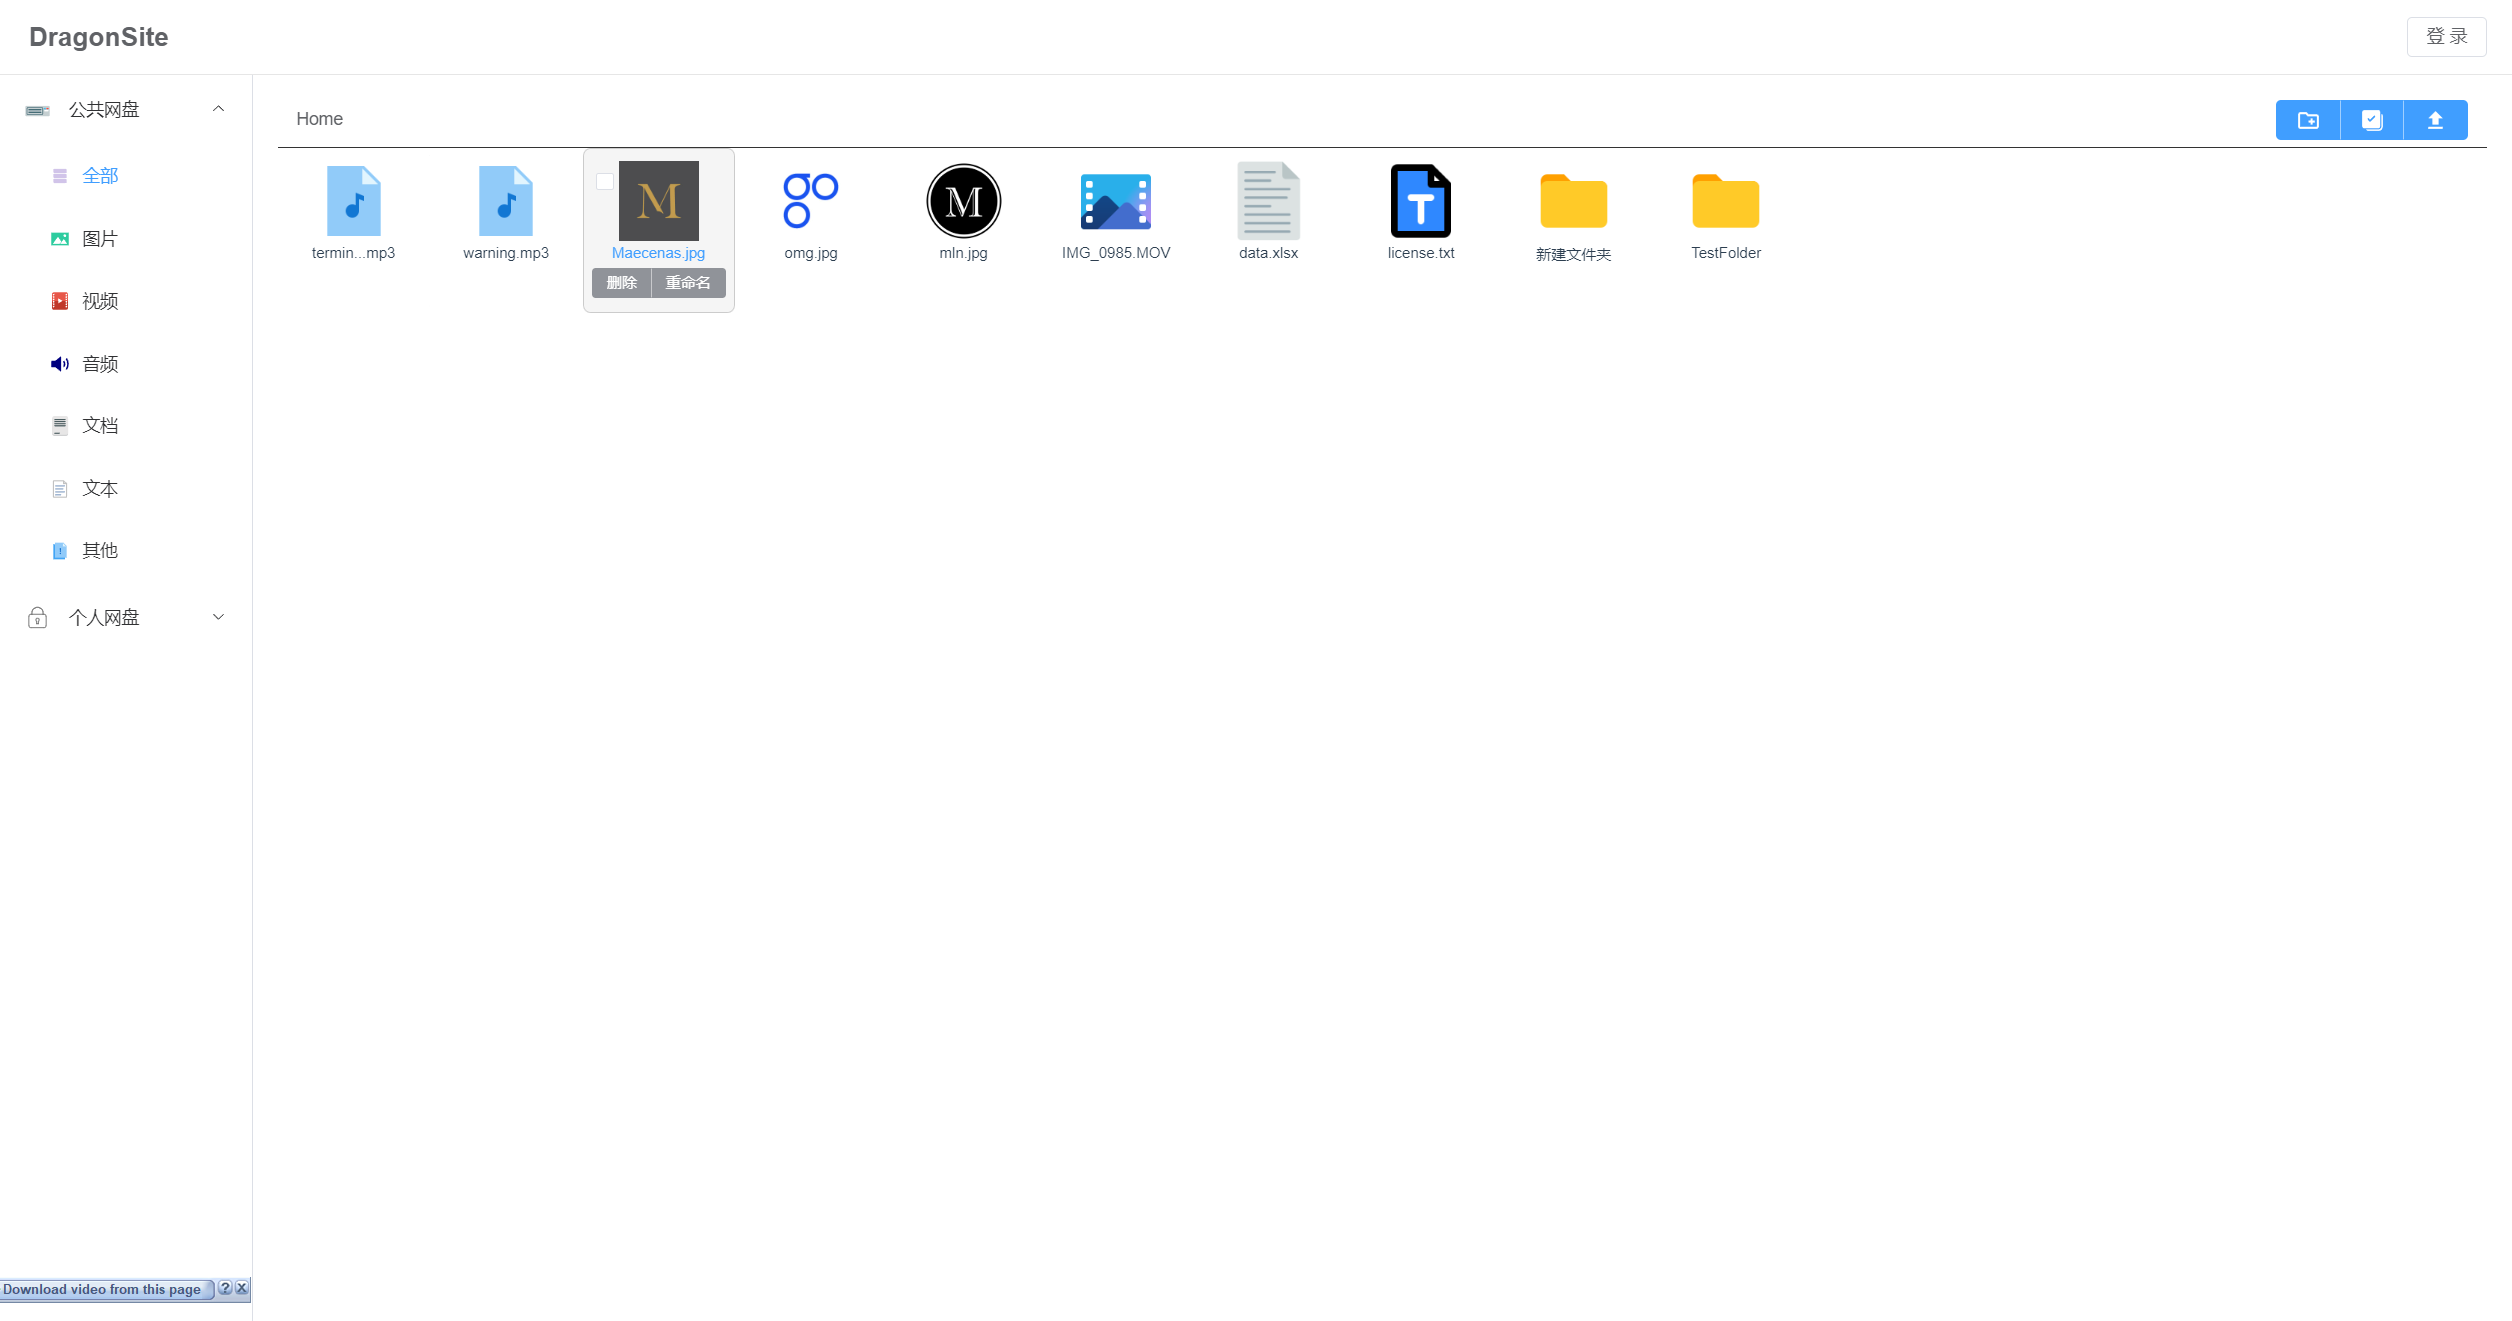 DragonSite
登 录
公共网盘
全部
图片
视频
音频
文档
文本
其他
个人网盘
Home
termin...mp3
warning.mp3
M
Maecenas.jpg
删除 重命名
go
omg.jpg
M
mln.jpg
IMG_0985.MOV
data.xlsx
T
license.txt
新建文件夹
TestFolder
Download video from this page